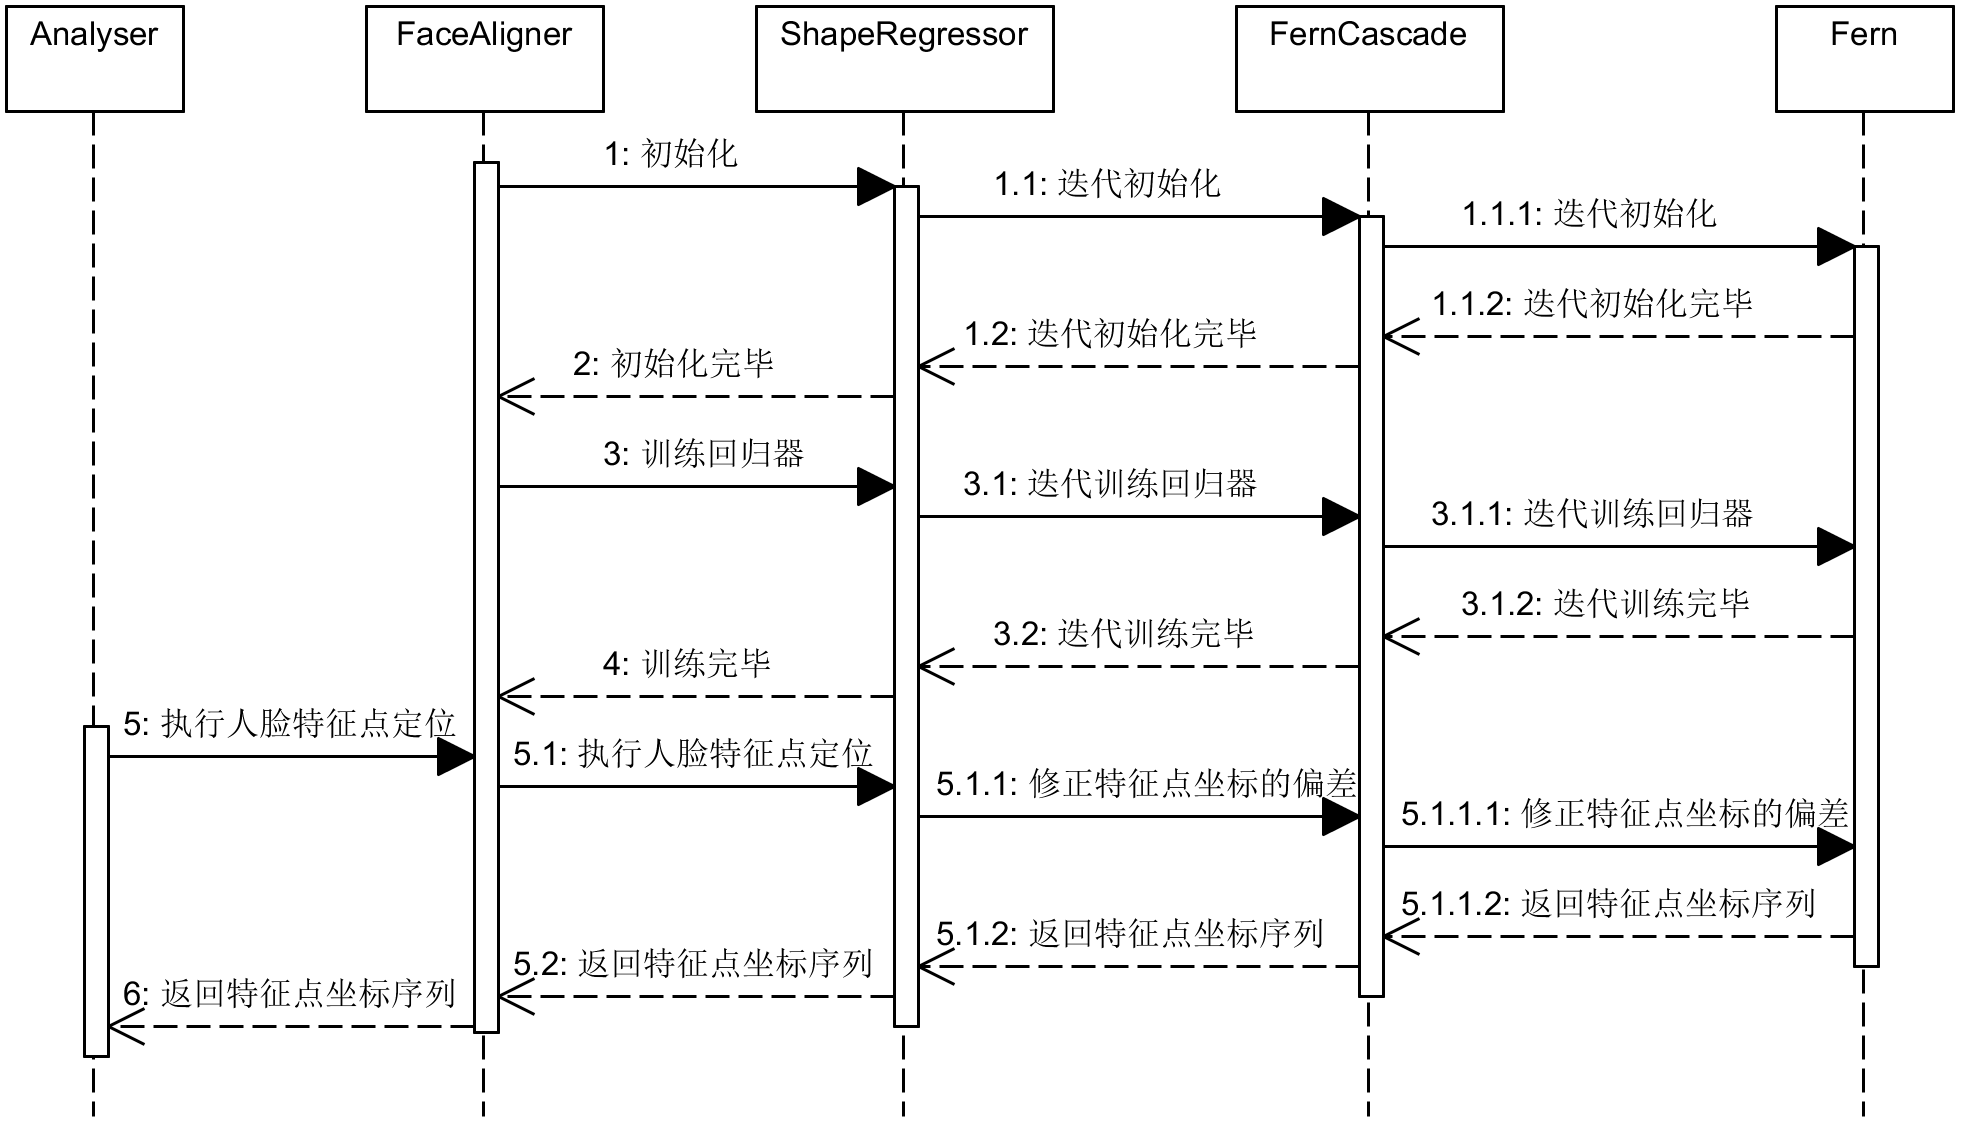 Analyser
FaceAligner
ShapeRegressor
FernCascade
Fern
1: 初始化
1.1: 迭代初始化
1.1.1: 迭代初始化
1.1.2: 迭代初始化完毕
1.2: 迭代初始化完毕
2: 初始化完毕
3: 训练回归器
3.1: 迭代训练回归器
3.1.1: 迭代训练回归器
3.1.2: 迭代训练完毕
3.2: 迭代训练完毕
4: 训练完毕
5: 执行人脸特征点定位
5.1: 执行人脸特征点定位
5.1.1: 修正特征点坐标的偏差
5.1.1.1: 修正特征点坐标的偏差
5.1.1.2: 返回特征点坐标序列
5.1.2: 返回特征点坐标序列
5.2: 返回特征点坐标序列
6: 返回特征点坐标序列